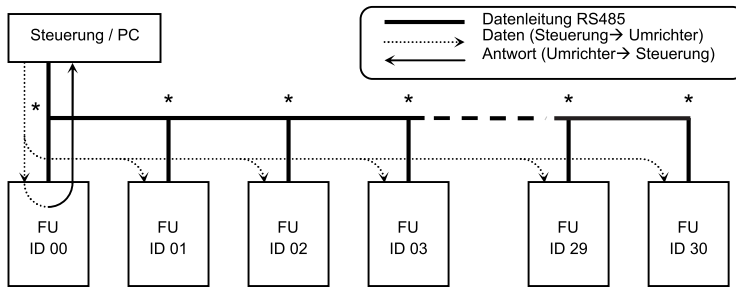 Steuerung / PC
Datenleitung RS485
Daten (Steuerung→ Umrichter)
Antwort (Umrichter→ Steuerung)
* * * * * *
FU
ID 00
FU
ID 01
FU
ID 02
FU
ID 03
FU
ID 29
FU
ID 30